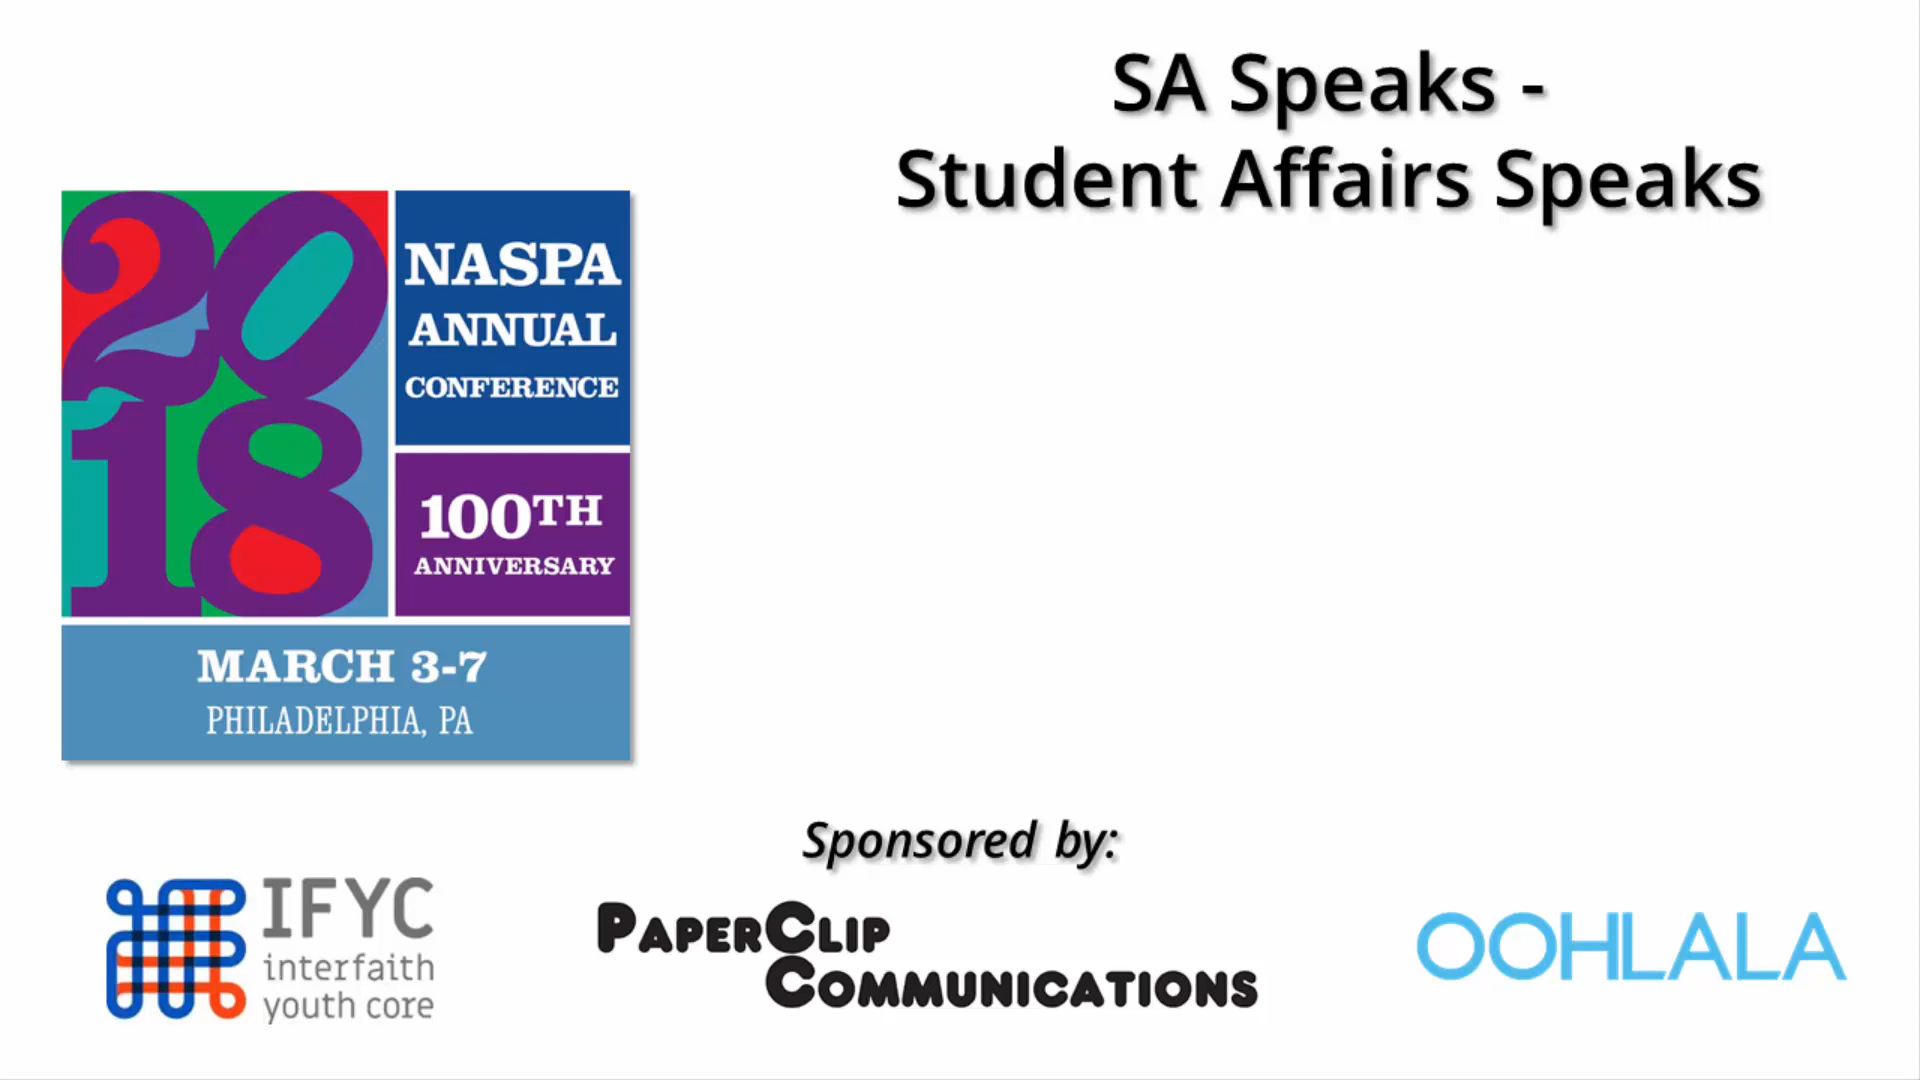 SA Speaks -
Student Affairs Speaks
2018
NASPA
ANNUAL
CONFERENCE
100TH
ANNIVERSARY
MARCH 3-7
PHILADELPHIA, PA
Sponsored by:
IFYC
interfaith
youth core
PAPERCLIP
COMMUNICATIONS
OOHLALA